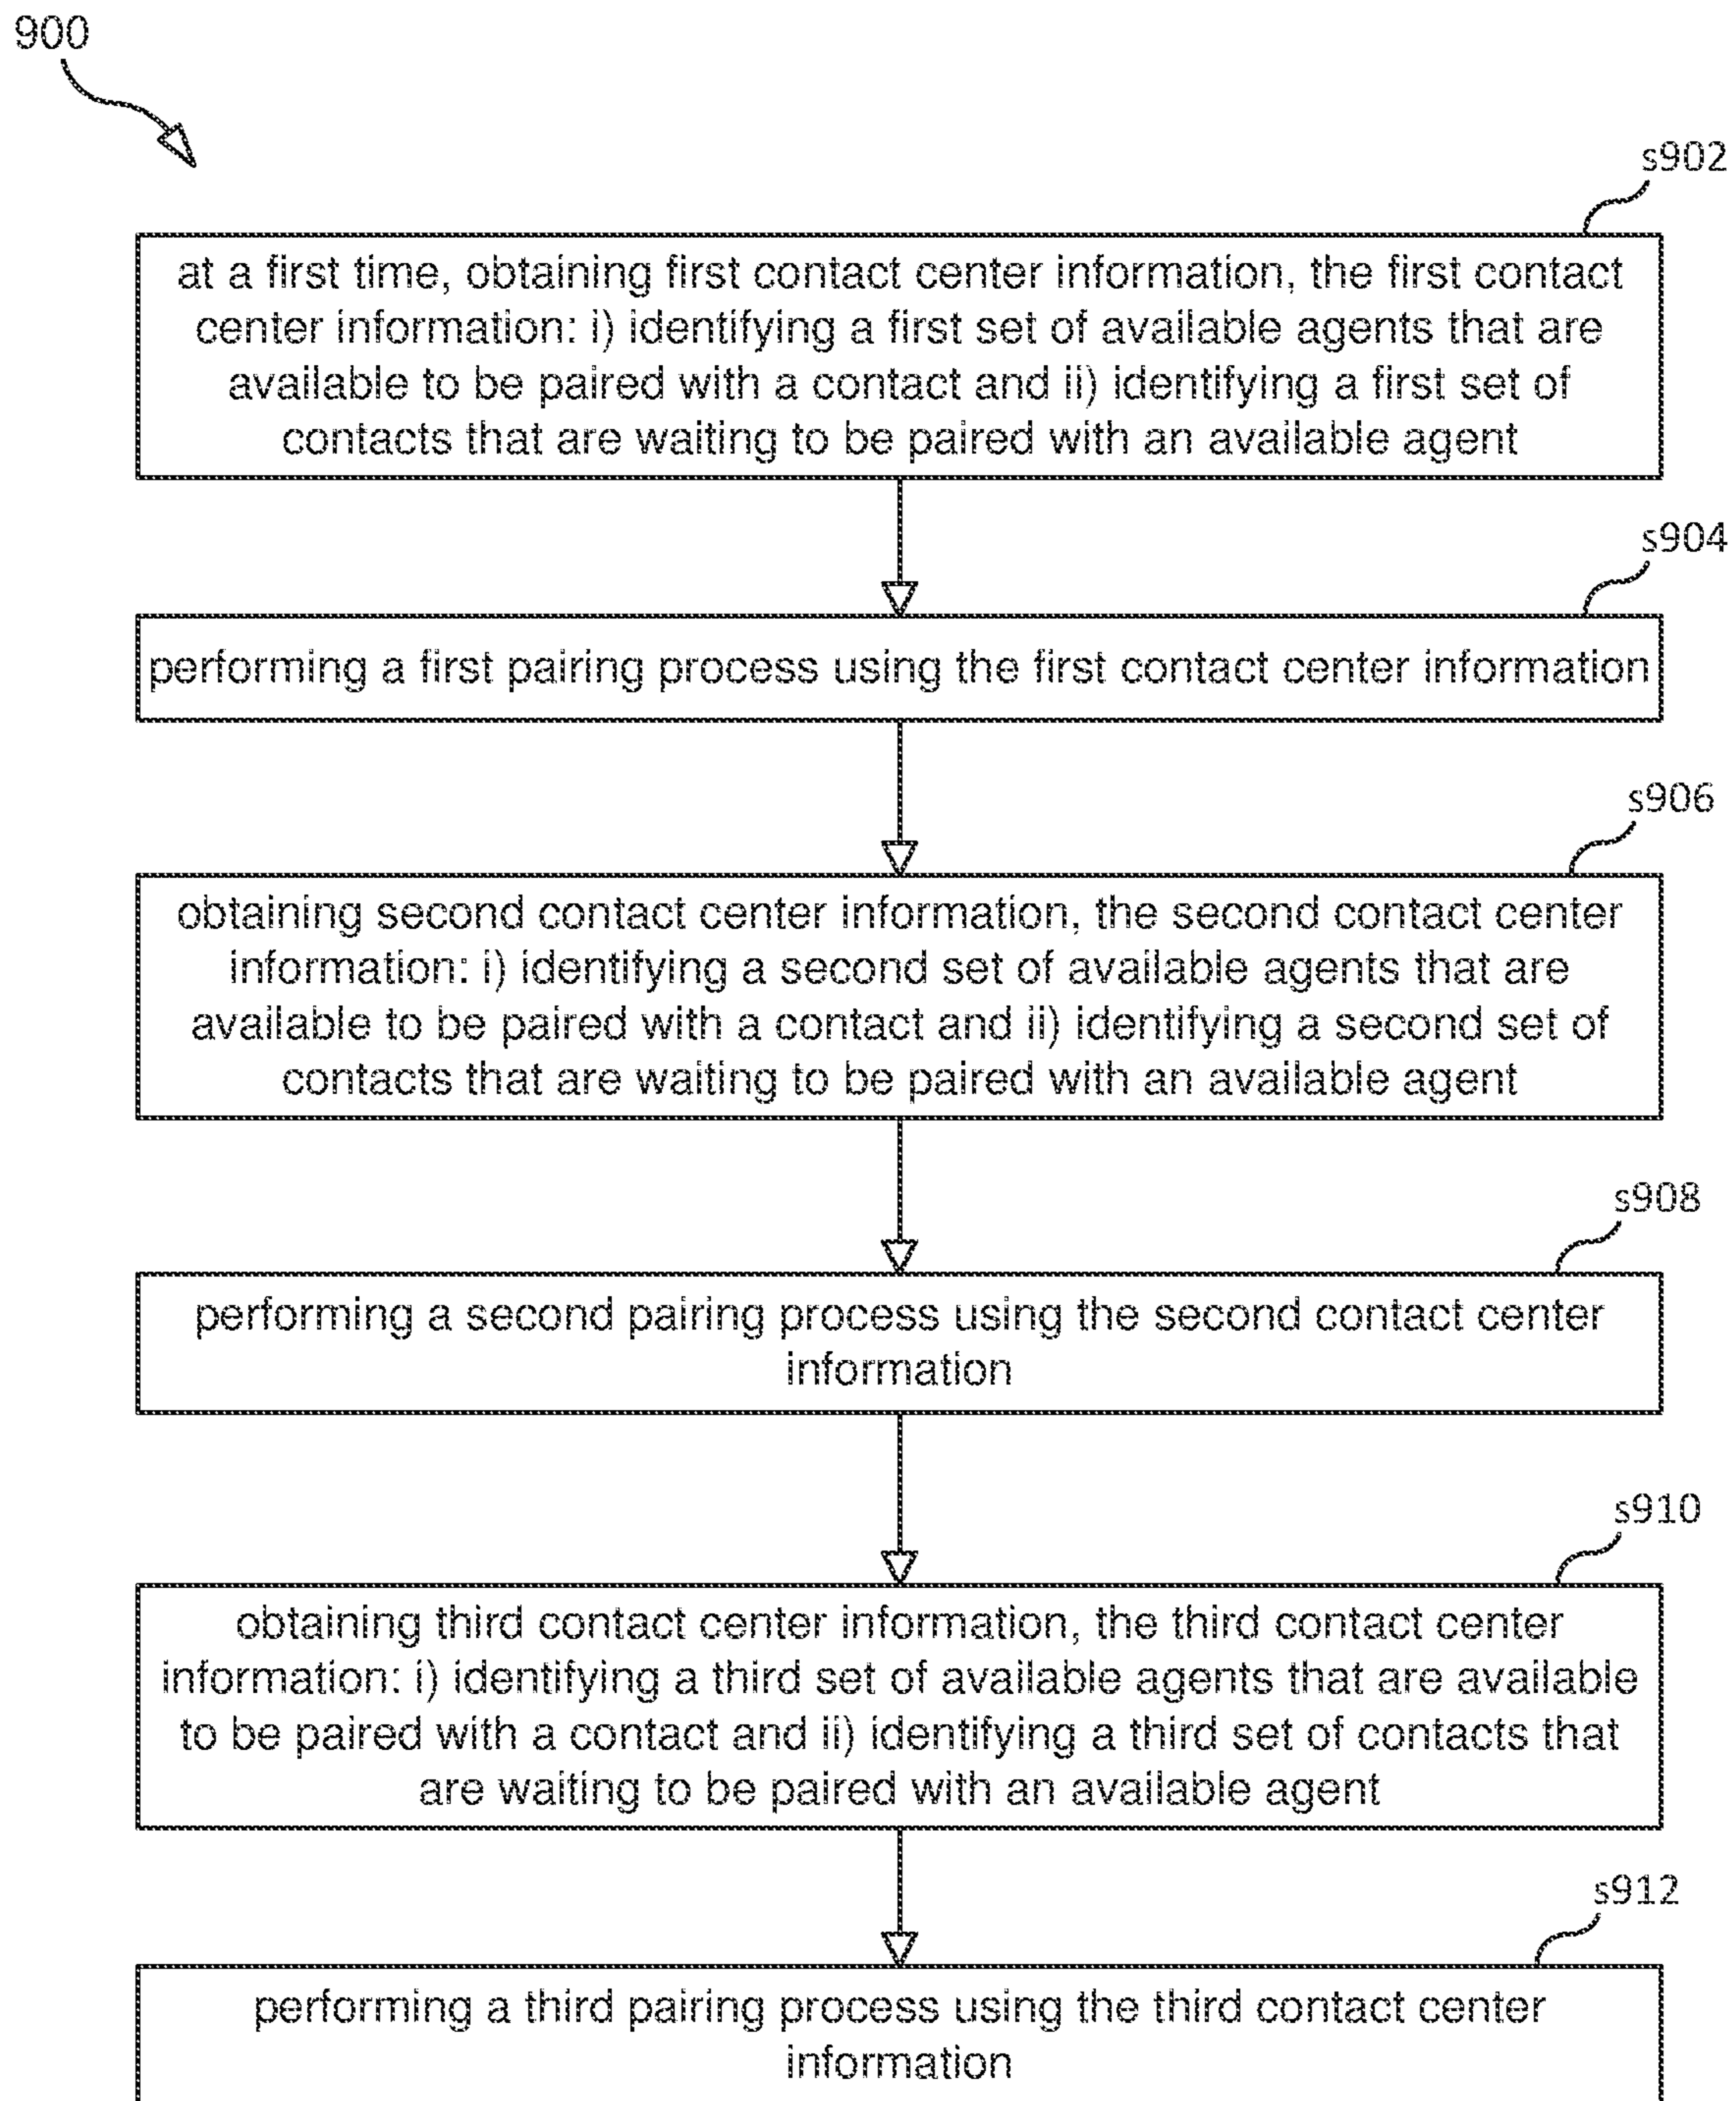 900
s902
at a first time, obtaining first contact center information, the first contact
center information: i) identifying a first set of available agents that are
available to be paired with a contact and ii) identifying a first set of
contacts that are waiting to be paired with an available agent
s904
performing a first pairing process using the first contact center information
s906
obtaining second contact center information, the second contact center
information: i) identifying a second set of available agents that are
available to be paired with a contact and ii) identifying a second set of
contacts that are waiting to be paired with an available agent
s908
performing a second pairing process using the second contact center
information
s910
obtaining third contact center information, the third contact center
information: i) identifying a third set of available agents that are available
to be paired with a contact and ii) identifying a third set of contacts that
are waiting to be paired with an available agent
s912
performing a third pairing process using the third contact center
information